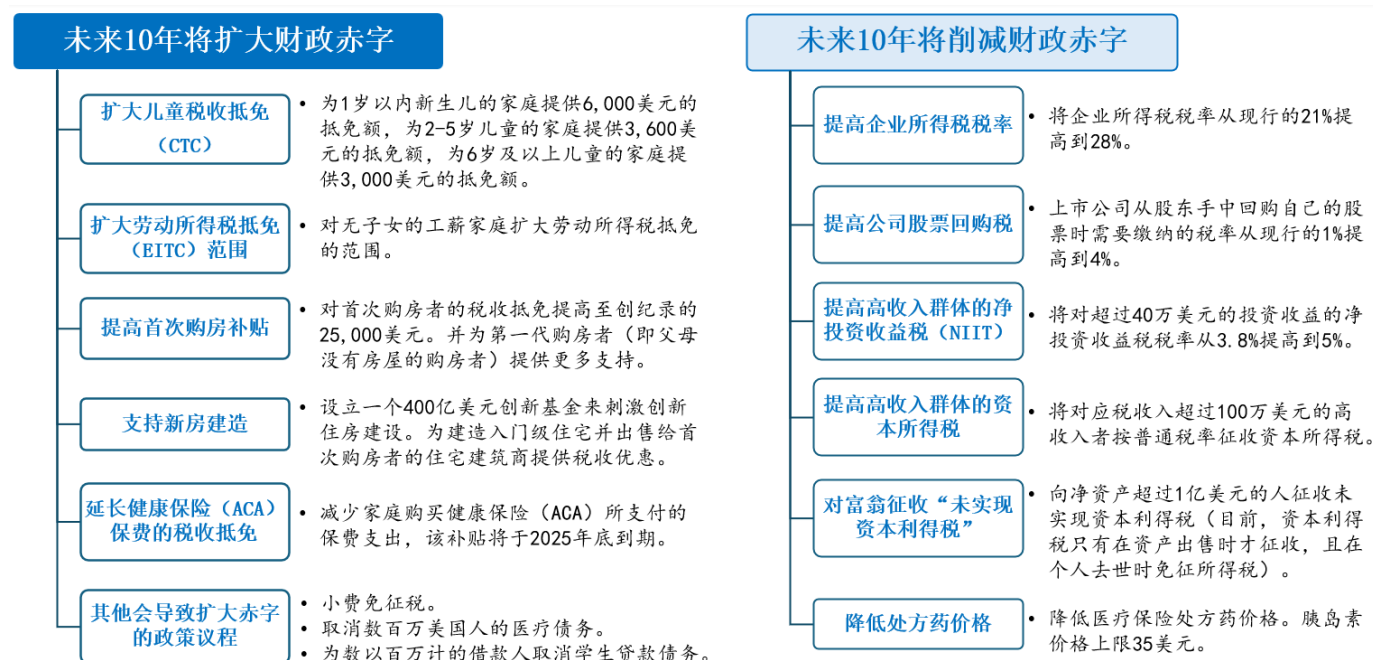 未来10年将扩大财政赤字
扩大儿童税收抵免
（CTC）
• 为1岁以内新生儿的家庭提供6,000美元的
抵免额，为2-5岁儿童的家庭提供3,600美
元的抵免额，为6岁及以上儿童的家庭提
供3,000美元的抵免额。
扩大劳动所得税抵免
（EITC）范围
• 对无子女的工薪家庭扩大劳动所得税抵免
的范围。
提高首次购房补贴
• 对首次购房者的税收抵免提高至创纪录的
25,000美元。并为第一代购房者（即父母
没有房屋的购房者）提供更多支持。
支持新房建造
• 设立一个400亿美元创新基金来刺激创新
住房建设。为建造入门级住宅并出售给首
次购房者的住宅建筑商提供税收优惠。
延长健康保险（ACA）
保费的税收抵免
• 减少家庭购买健康保险（ACA）所支付的
保费支出，该补贴将于2025年底到期。
其他会导致扩大赤字
的政策议程
• 小费免征税。
• 取消数百万美国人的医疗债务。
• 为数以百万计的借款人取消学生贷款债务。
未来10年将削减财政赤字
提高企业所得税税率
• 将企业所得税税率从现行的21%提
高到28%。
提高公司股票回购税
• 上市公司从股东手中回购自己的股
票时需要缴纳的税率从现行的1%提
高到4%。
提高高收入群体的净
投资收益税（NIIT）
• 将对超过40万美元的投资收益的净
投资收益税税率从3.8%提高到5%。
提高高收入群体的资
本所得税
• 将对应税收入超过100万美元的高
收入者按普通税率征收资本所得税。
对富翁征收“未实现
资本利得税”
• 向净资产超过1亿美元的人征收未
实现资本利得税（目前，资本利得
税只有在资产出售时才征收，且在
个人去世时免征所得税）。
降低处方药价格
• 降低医疗保险处方药价格。胰岛素
价格上限35美元。